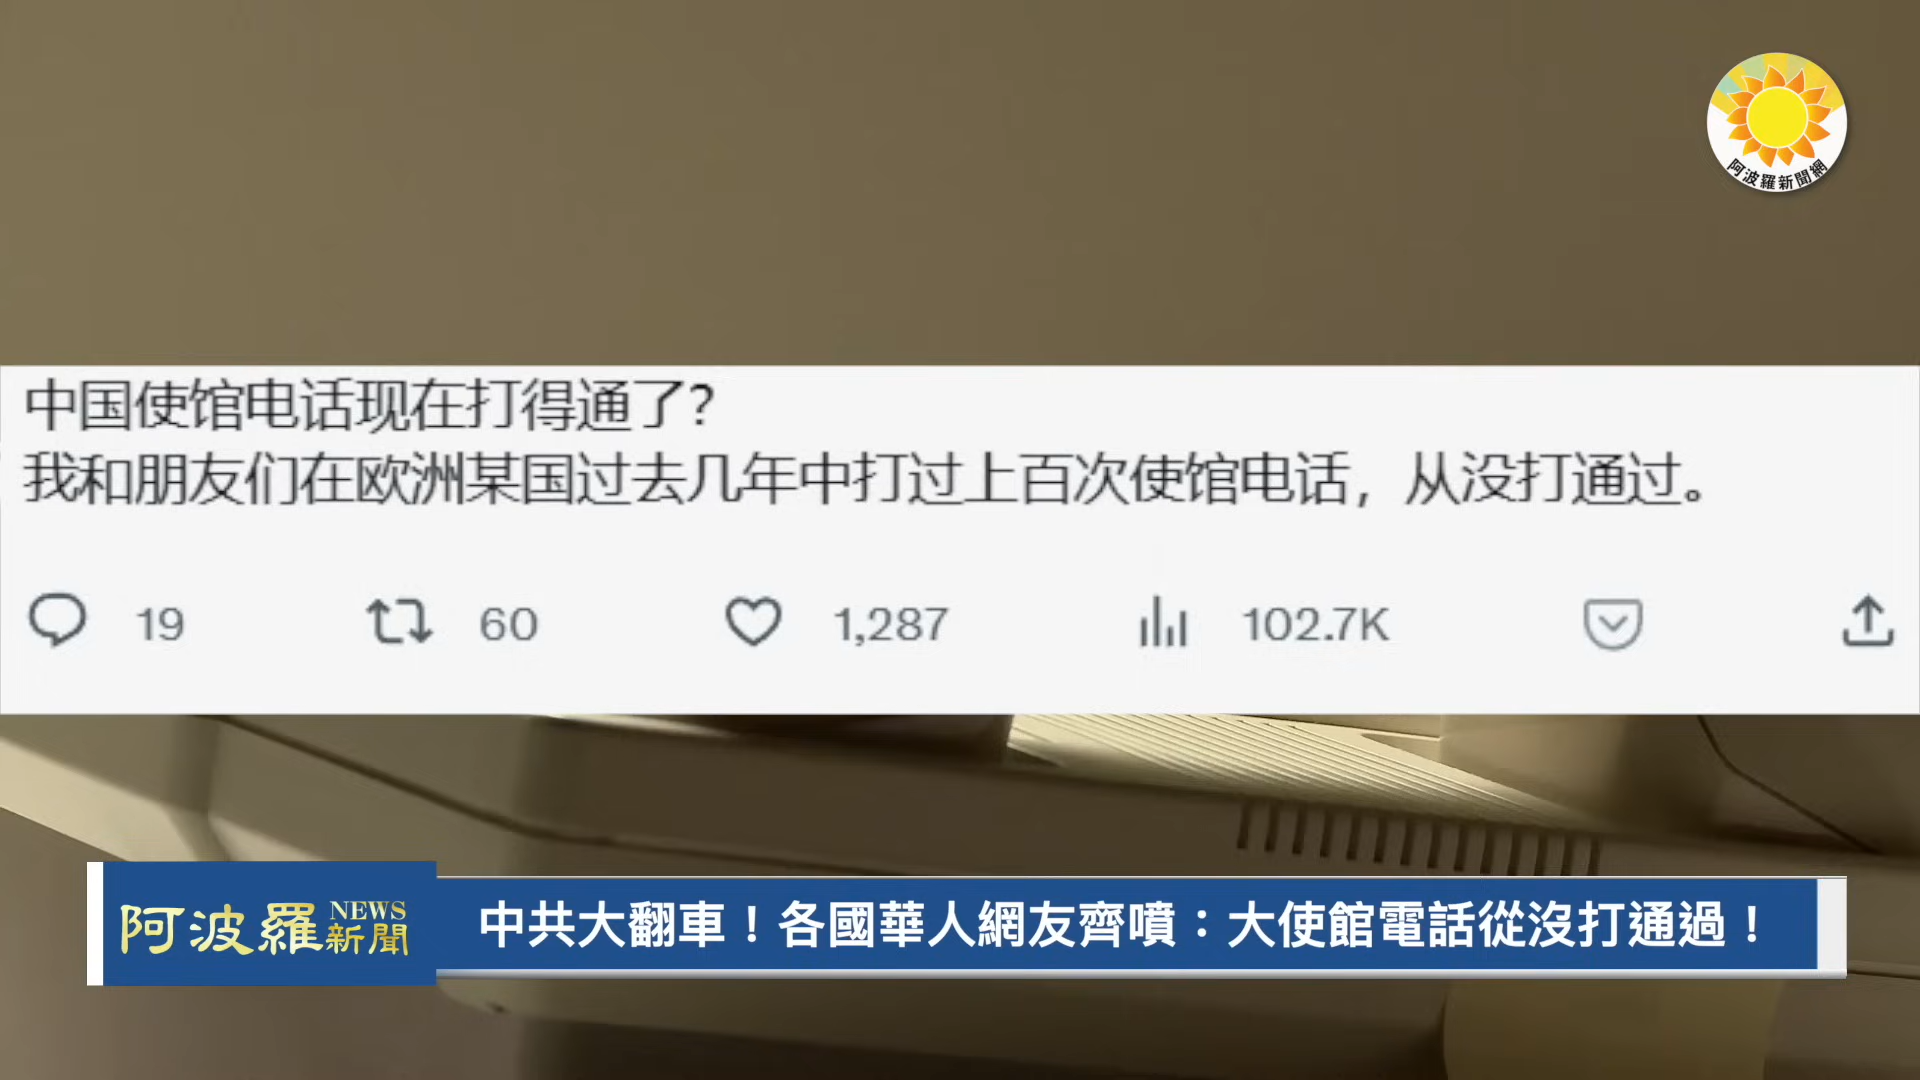 阿波羅新聞網
中国使馆电话现在打得通了？
我和朋友们在欧洲某国过去几年中打过上百次使馆电话，从没打通过。
19 60 1,287 102.7K
阿波羅 NEWS 新聞
中共大翻車！各國華人網友齊噴：大使館電話從沒打通過！